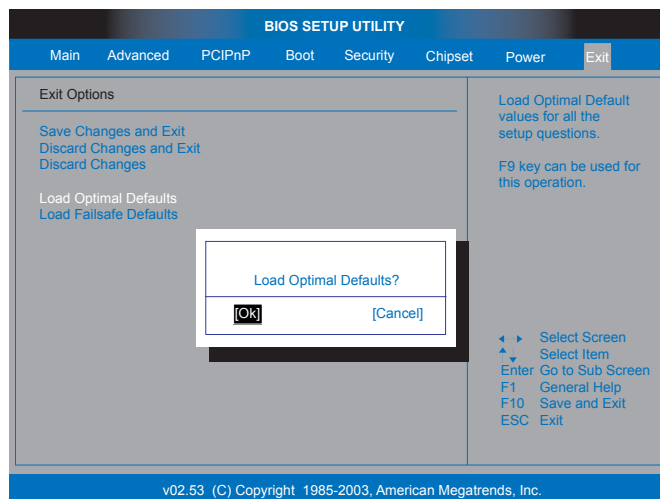 BIOS SETUP UTILITY
Main Advanced PCIPnP Boot Security Chipset Power Exit
Exit Options
Save Changes and Exit
Discard Changes and Exit
Discard Changes
Load Optimal Defaults
Load Failsafe Defaults
Load Optimal Defaults?
[Ok] [Cancel]
Load Optimal Default
values for all the
setup questions.
F9 key can be used for
this operation.
Select Screen
Select Item
Enter Go to Sub Screen
F1 General Help
F10 Save and Exit
ESC Exit
v02.53 (C) Copyright 1985-2003, American Megatrends, Inc.